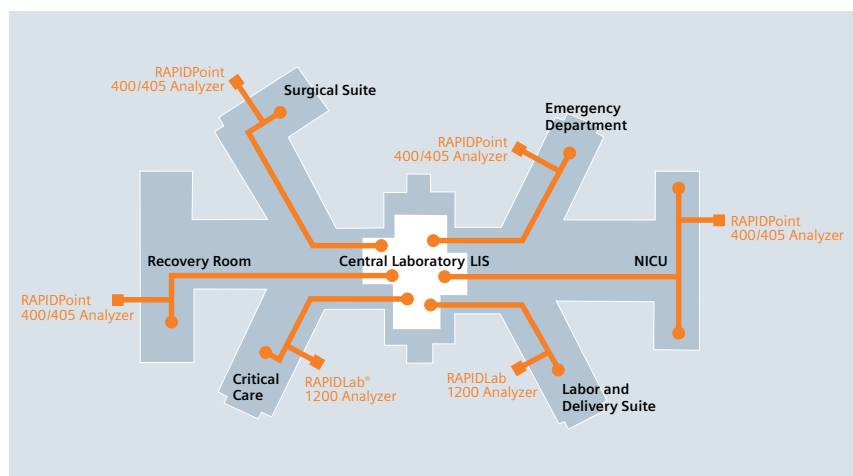 RAPIDPoint
400/405 Analyzer
Surgical Suite
Emergency
Department
RAPIDPoint
400/405 Analyzer
RAPIDPoint
400/405 Analyzer
Recovery Room
Central Laboratory LIS
NICU
RAPIDPoint
400/405 Analyzer
Critical
Care
RAPIDLab®
1200 Analyzer
RAPIDLab
1200 Analyzer
Labor and
Delivery Suite